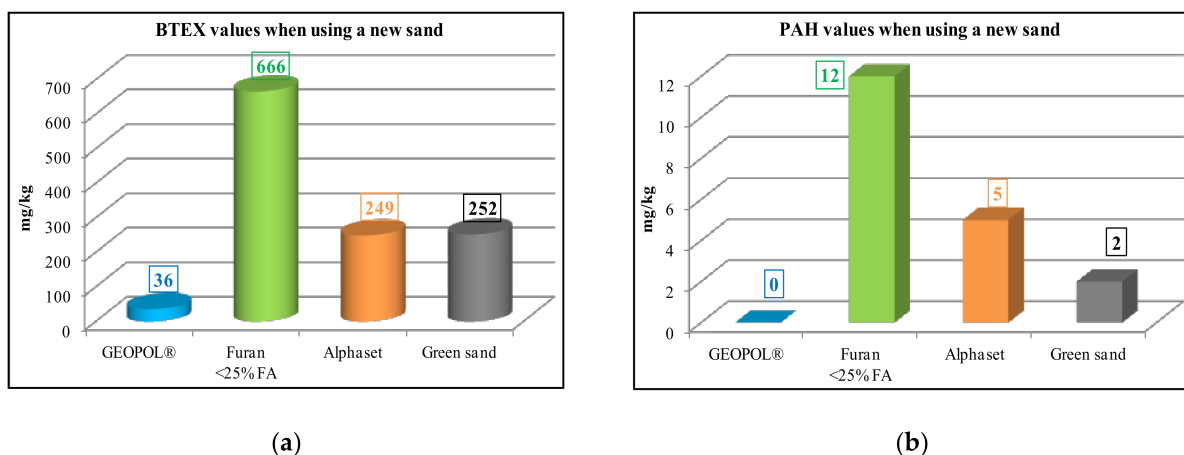 BTEX values when using a new sand
mg/kg
700
600
500
400
300
200
100
0
36
666
249
252
GEOPOL®
Furan
<25% FA
Alphaset
Green sand
(a)
PAH values when using a new sand
mg/kg
12
10
8
6
4
2
0
0
12
5
2
GEOPOL®
Furan
<25% FA
Alphaset
Green sand
(b)